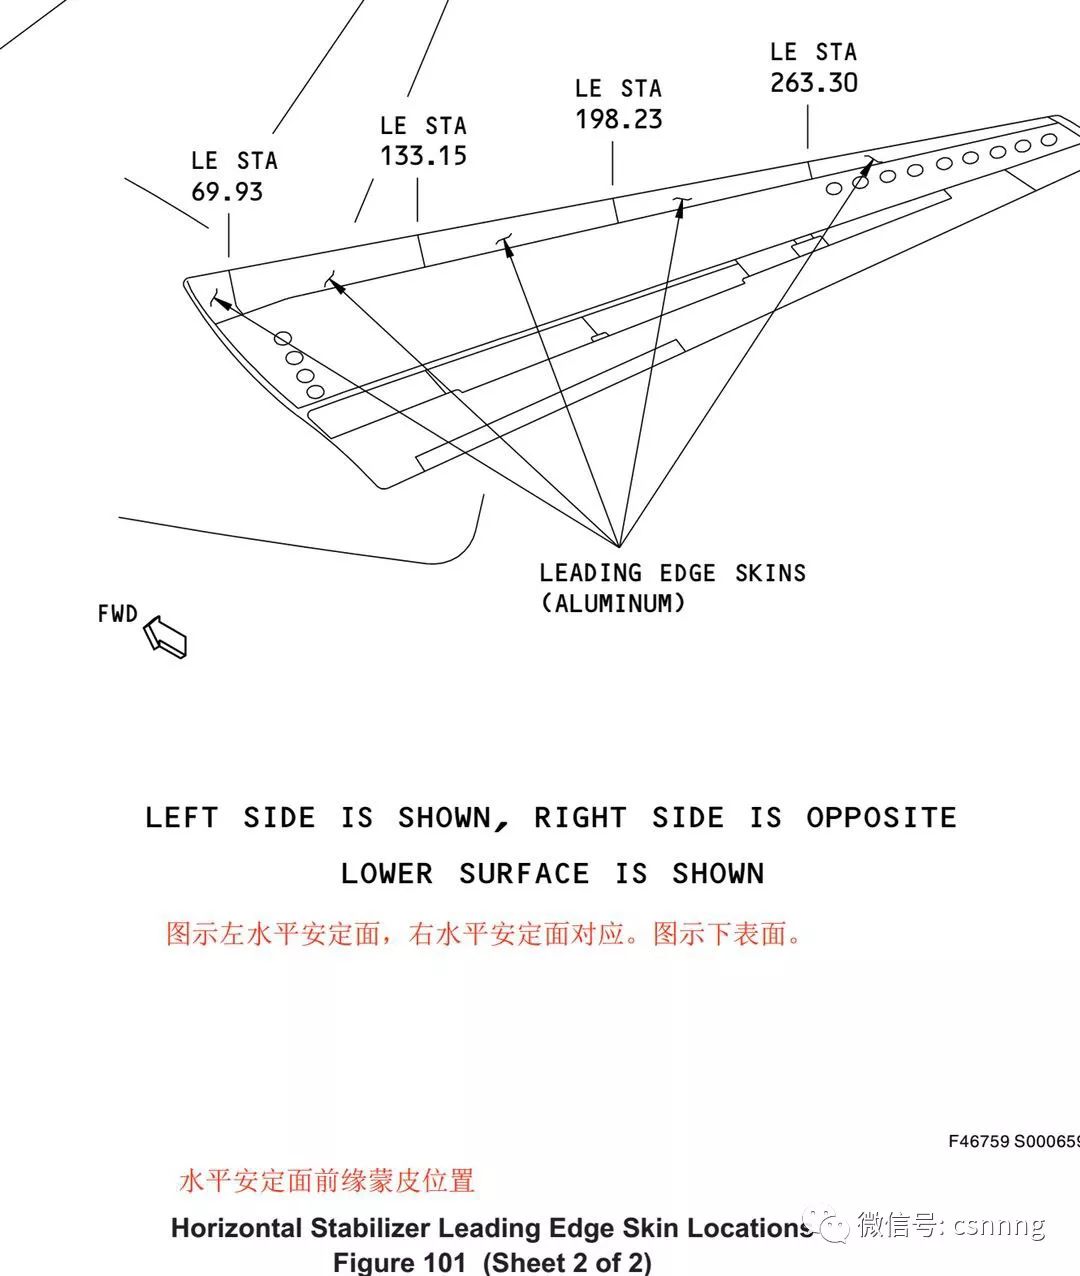 LE STA
263.30
LE STA
198.23
LE STA
133.15
LE STA
69.93
LEADING EDGE SKINS
(ALUMINUM)
FWD
LEFT SIDE IS SHOWN, RIGHT SIDE IS OPPOSITE
LOWER SURFACE IS SHOWN
图示左水平安定面，右水平安定面对应。图示下表面。
F46759 S000659
水平安定面前缘蒙皮位置
Horizontal Stabilizer Leading Edge Skin Locations
Figure 101 (Sheet 2 of 2)
微信号: csnnng